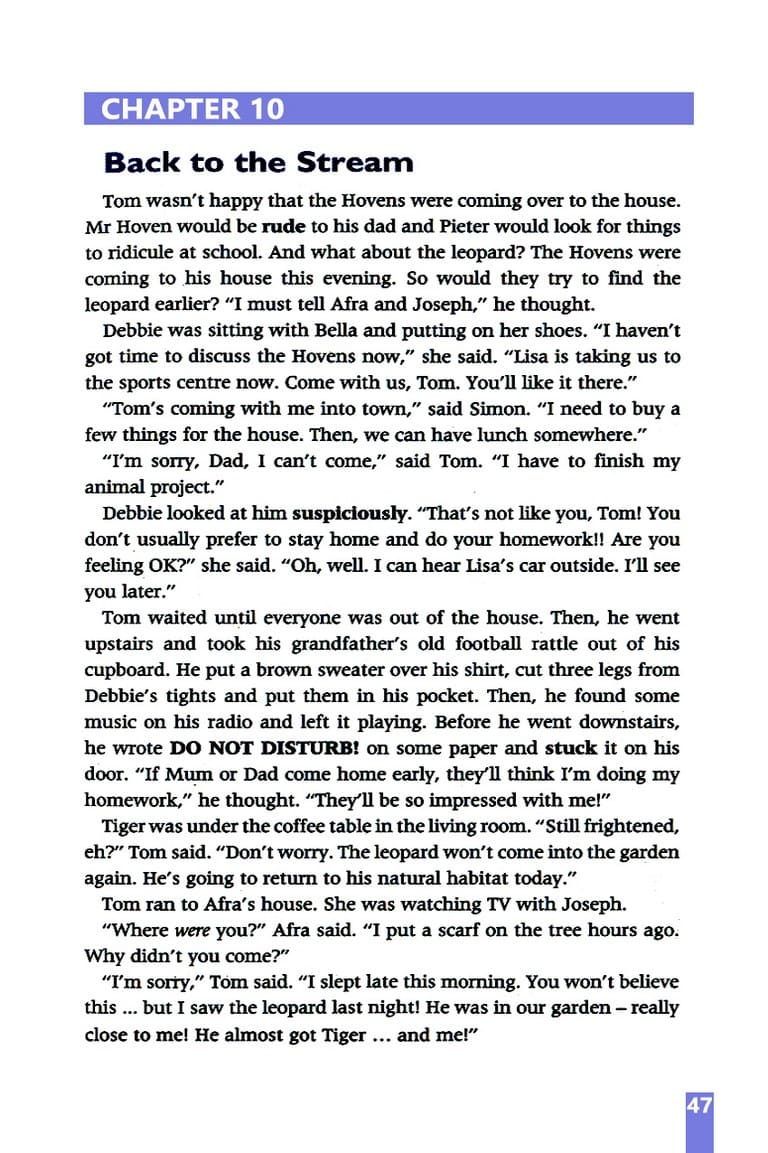 CHAPTER 10
Back to the Stream
Tom wasn't happy that the Hovens were coming over to the house.
Mr Hoven would be rude to his dad and Pieter would look for things
to ridicule at school. And what about the leopard? The Hovens were
coming to his house this evening. So would they try to find the
leopard earlier? "I must tell Afra and Joseph," he thought.
Debbie was sitting with Bella and putting on her shoes. "I haven't
got time to discuss the Hovens now," she said. "Lisa is taking us to
the sports centre now. Come with us, Tom. You'll like it there."
"Tom's coming with me into town," said Simon. "I need to buy a
few things for the house. Then, we can have lunch somewhere."
"I'm sorry, Dad, I can't come," said Tom. "I have to finish my
animal project."
Debbie looked at him suspiciously. "That's not like you, Tom! You
don't usually prefer to stay home and do your homework!! Are you
feeling OK?" she said. "Oh, well. I can hear Lisa's car outside. I'll see
you later."
Tom waited until everyone was out of the house. Then, he went
upstairs and took his grandfather's old football rattle out of his
cupboard. He put a brown sweater over his shirt, cut three legs from
Debbie's tights and put them in his pocket. Then, he found some
music on his radio and left it playing. Before he went downstairs,
he wrote DO NOT DISTURB! on some paper and stuck it on his
door. "If Mum or Dad come home early, they'll think I'm doing my
homework," he thought. "They'll be so impressed with me!"
Tiger was under the coffee table in the living room. "Still frightened,
eh?" Tom said. "Don't worry. The leopard won't come into the garden
again. He's going to return to his natural habitat today."
Tom ran to Afra's house. She was watching TV with Joseph.
"Where were you?" Afra said. "I put a scarf on the tree hours ago.
Why didn't you come?"
"I'm sorry," Tom said. "I slept late this morning. You won't believe
this ... but I saw the leopard last night! He was in our garden – really
close to me! He almost got Tiger ... and me!"
47